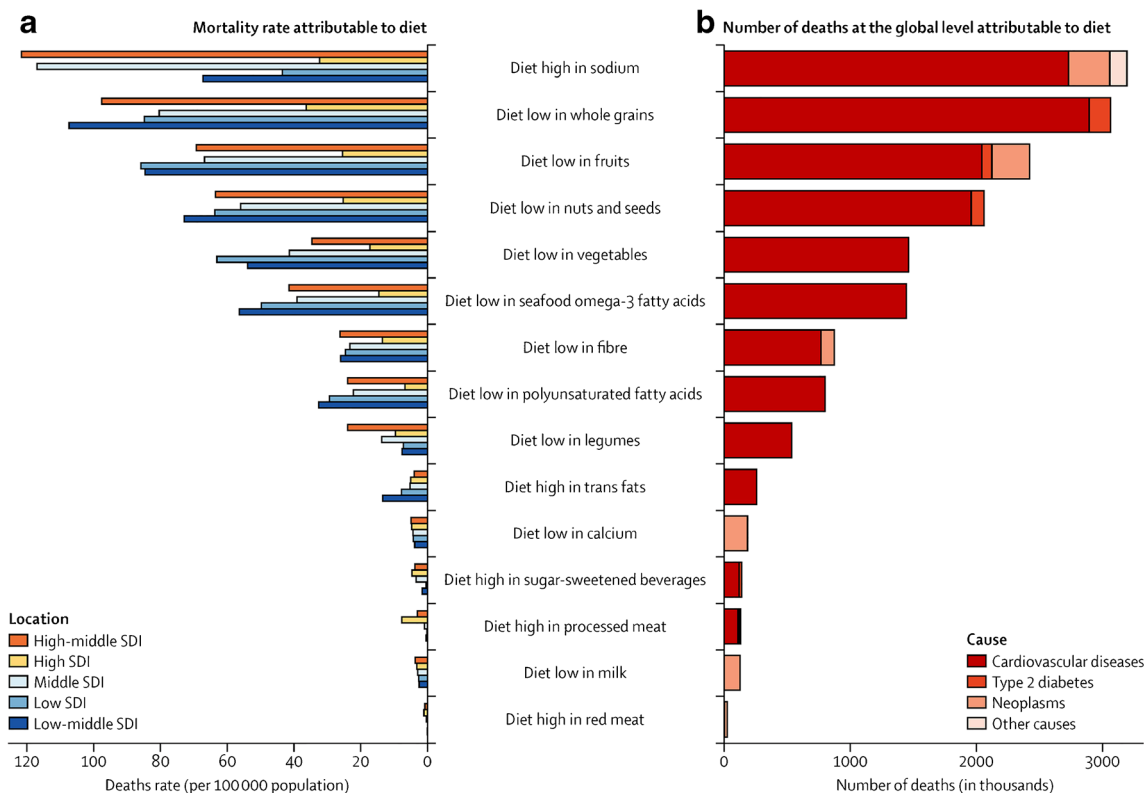 a
Mortality rate attributable to diet
b
Number of deaths at the global level attributable to diet
Diet high in sodium
Diet low in whole grains
Diet low in fruits
Diet low in nuts and seeds
Diet low in vegetables
Diet low in seafood omega-3 fatty acids
Diet low in fibre
Diet low in polyunsaturated fatty acids
Diet low in legumes
Diet high in trans fats
Diet low in calcium
Diet high in sugar-sweetened beverages
Diet high in processed meat
Diet low in milk
Diet high in red meat
Location
High-middle SDI
High SDI
Middle SDI
Low SDI
Low-middle SDI
Cause
Cardiovascular diseases
Type 2 diabetes
Neoplasms
Other causes
120 100 80 60 40 20 0
Deaths rate (per 100 000 population)
0 1000 2000 3000
Number of deaths (in thousands)